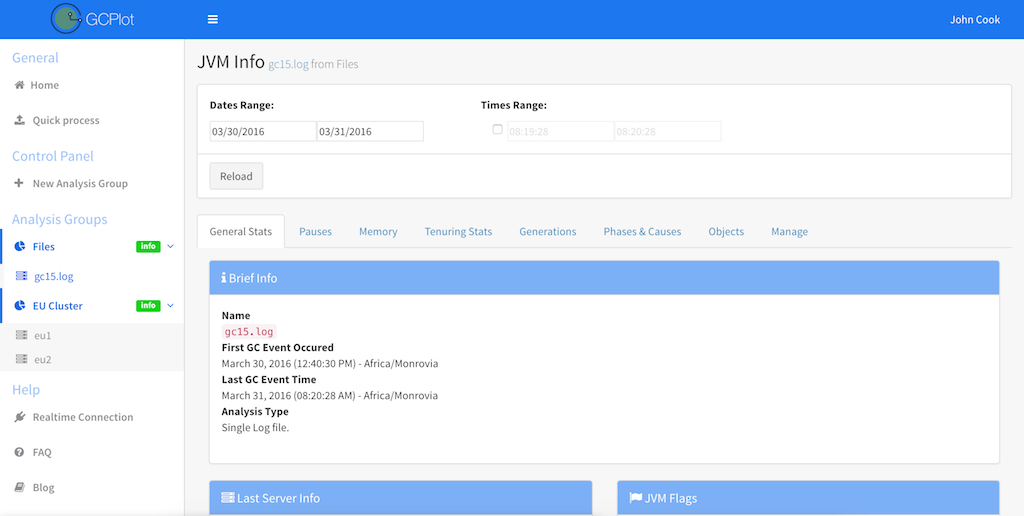 GCPlot
John Cook
General
Home
Quick process
Control Panel
New Analysis Group
Analysis Groups
Files info
gc15.log
EU Cluster info
eu1
eu2
Help
Realtime Connection
FAQ
Blog
JVM Info gc15.log from Files
Dates Range: Times Range:
03/30/2016 03/31/2016 08:19:28 08:20:28
Reload
General Stats Pauses Memory Tenuring Stats Generations Phases & Causes Objects Manage
Brief Info
Name
gc15.log
First GC Event Occured
March 30, 2016 (12:40:30 PM) - Africa/Monrovia
Last GC Event Time
March 31, 2016 (08:20:28 AM) - Africa/Monrovia
Analysis Type
Single Log file.
Last Server Info JVM Flags